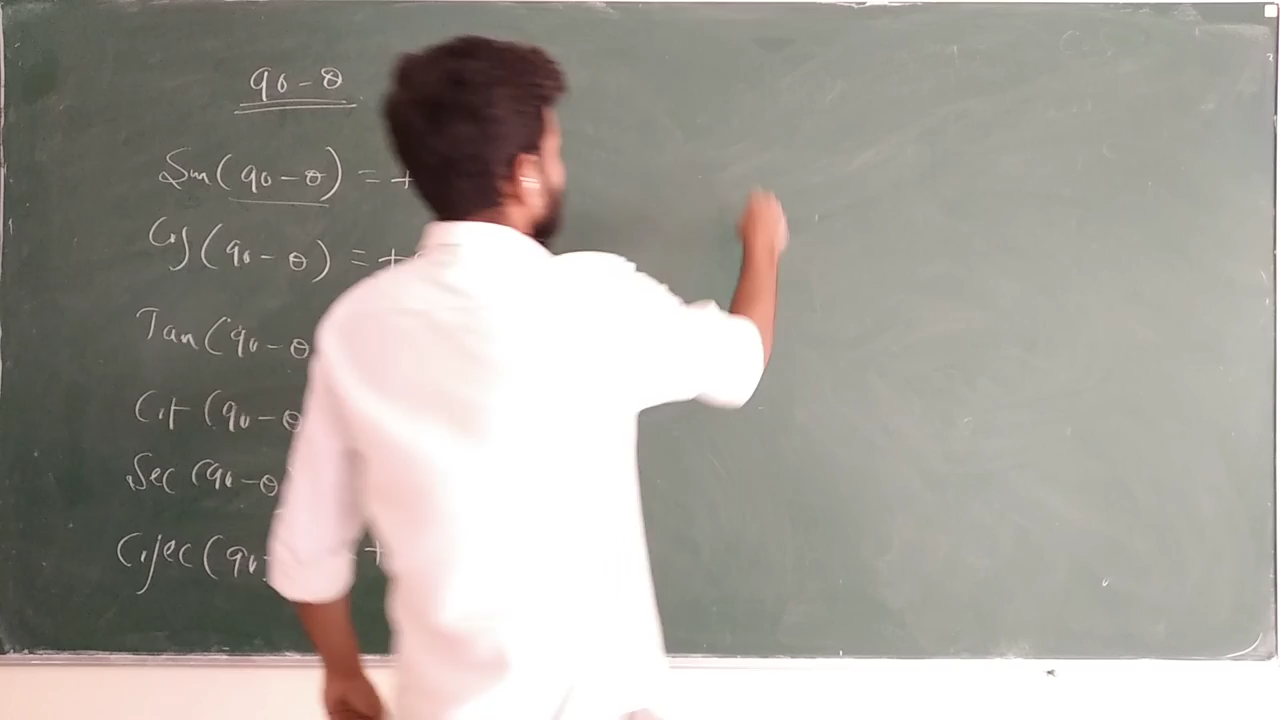 90 - θ
Sin (90 - θ) = +
Cos (90 - θ) = +
Tan (90 - θ
Cot (90 - θ
Sec (90 - θ
Cosec (90 - +